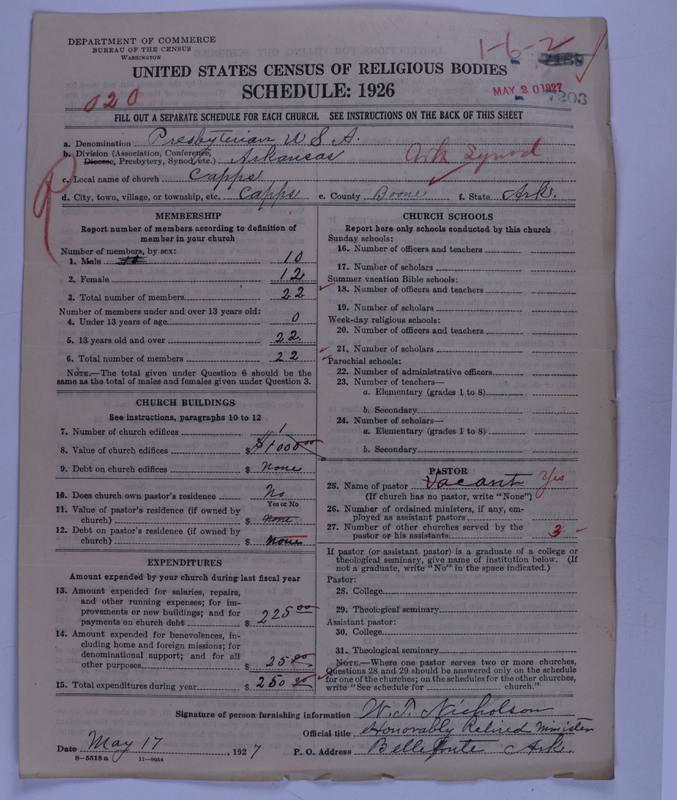 DEPARTMENT OF COMMERCE
BUREAU OF THE CENSUS
WASHINGTON
1-6-2
MAY 20 1927
7203
UNITED STATES CENSUS OF RELIGIOUS BODIES
SCHEDULE: 1926
020
FILL OUT A SEPARATE SCHEDULE FOR EACH CHURCH. SEE INSTRUCTIONS ON THE BACK OF THIS SHEET
a. Denomination Presbyterian U S A.
b. Division (Association, Conference, Diocese, Presbytery, Synod, etc.) Arkansas
Ark Synod
c. Local name of church Capps
d. City, town, village, or township, etc. Capps e. County Boone f. State Ark.
R
MEMBERSHIP
Report number of members according to definition of
member in your church
Number of members, by sex:
1. Male 10
2. Female 12
3. Total number of members 22
Number of members under and over 13 years old:
4. Under 13 years of age 0
5. 13 years old and over 22
6. Total number of members 22
NOTE.—The total given under Question 6 should be the
same as the total of males and females given under Question 3.
CHURCH BUILDINGS
See instructions, paragraphs 10 to 12
7. Number of church edifices 1
8. Value of church edifices $ $1000.00
9. Debt on church edifices $ None
10. Does church own pastor's residence No
Yes or No
11. Value of pastor's residence (if owned by
church) $ None
12. Debt on pastor's residence (if owned by
church) $ None
EXPENDITURES
Amount expended by your church during last fiscal year
13. Amount expended for salaries, repairs,
and other running expenses; for im-
provements or new buildings; and for
payments on church debt $ 225.00
14. Amount expended for benevolences, in-
cluding home and foreign missions; for
denominational support; and for all
other purposes $ 25.00
15. Total expenditures during year $ 250.00
CHURCH SCHOOLS
Report here only schools conducted by this church
Sunday schools:
16. Number of officers and teachers
17. Number of scholars
Summer vacation Bible schools:
18. Number of officers and teachers
19. Number of scholars
Week-day religious schools:
20. Number of officers and teachers
21. Number of scholars
Parochial schools:
22. Number of administrative officers
23. Number of teachers—
a. Elementary (grades 1 to 8)
b. Secondary
24. Number of scholars—
a. Elementary (grades 1 to 8)
b. Secondary
PASTOR
25. Name of pastor Vacant Yes
(If church has no pastor, write "None")
26. Number of ordained ministers, if any, em-
ployed as assistant pastors
27. Number of other churches served by the
pastor or his assistants 3
If pastor (or assistant pastor) is a graduate of a college or
theological seminary, give name of institution below. (If
not a graduate, write "No" in the space indicated.)
Pastor:
28. College
29. Theological seminary
Assistant pastor:
30. College
31. Theological seminary
NOTE.—Where one pastor serves two or more churches,
Questions 28 and 29 should be answered only on the schedule
for one of the churches; on the schedules for the other churches,
write "See schedule for church."
Signature of person furnishing information W. T. Nicholson
Official title Honorably Retired Minister
Date May 17, 1927 P. O. Address Bellefonte Ark.
8-5518 a 11-9054